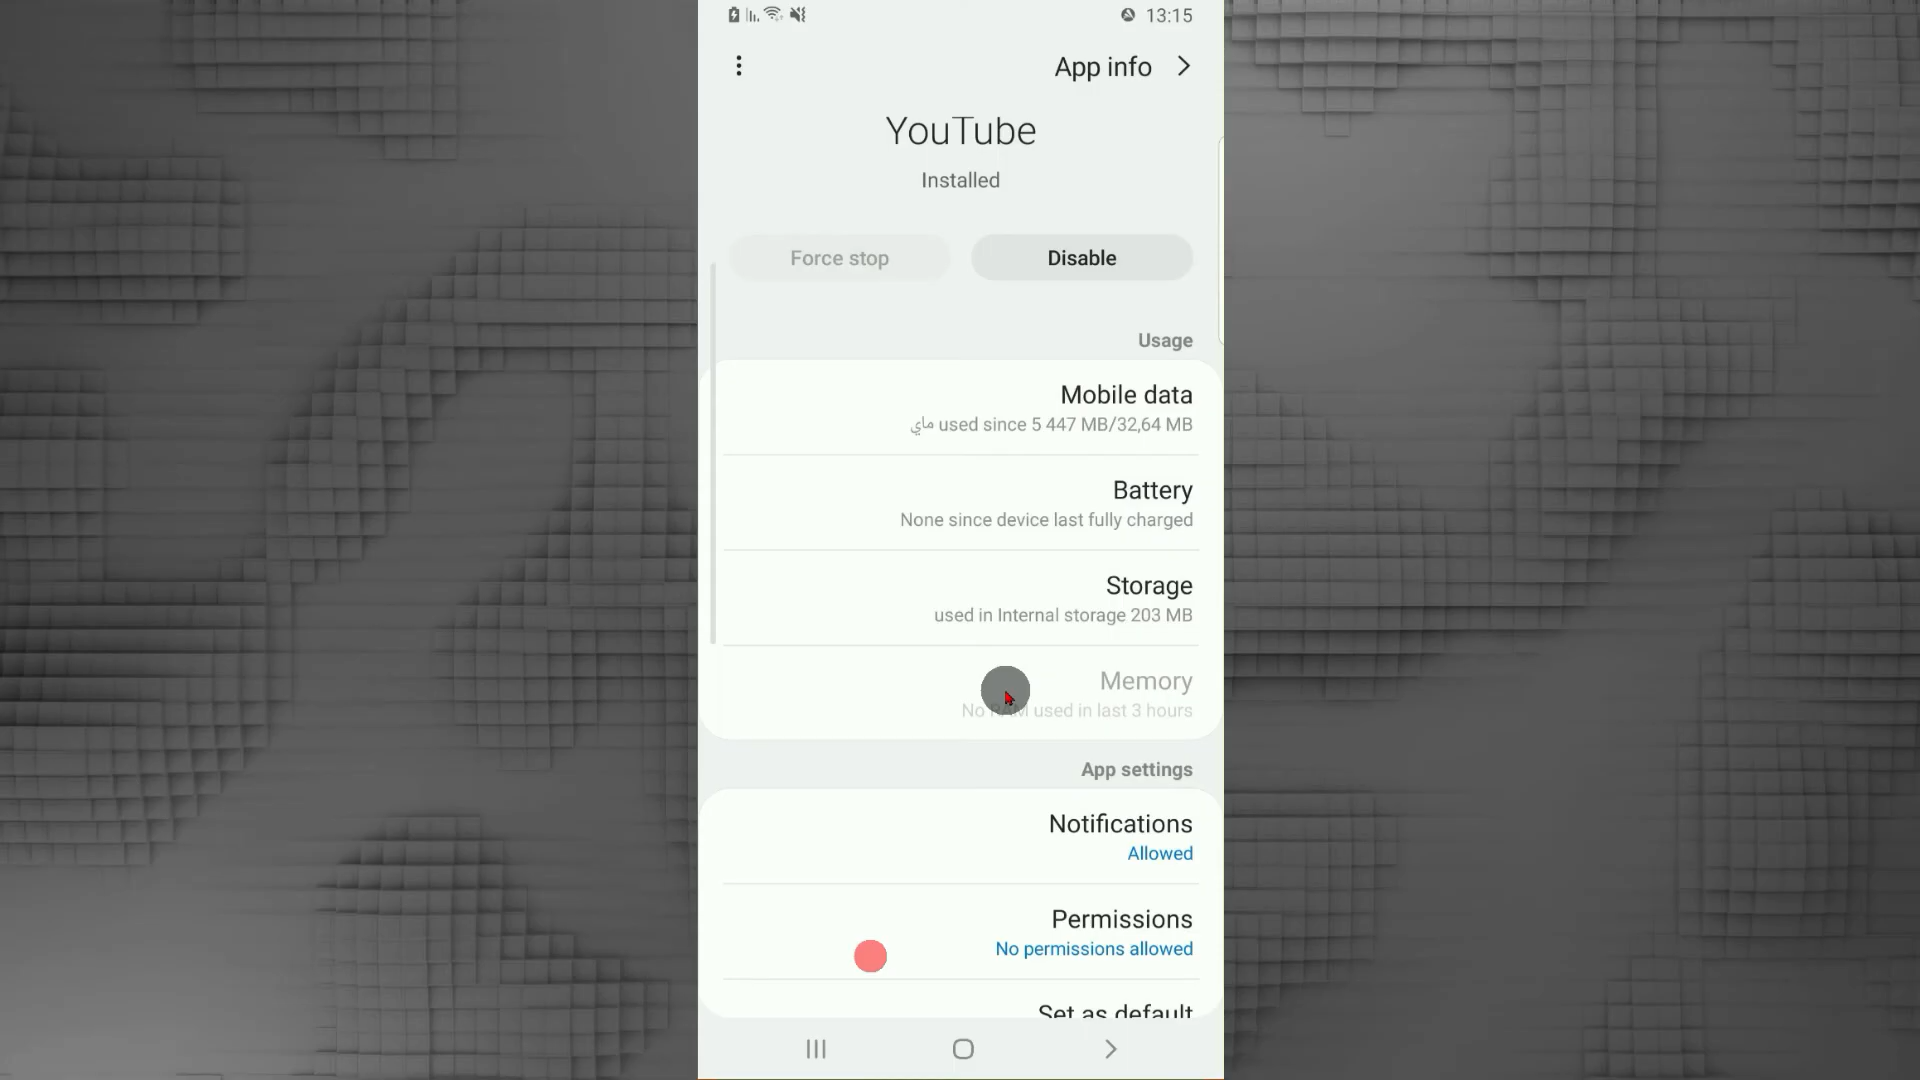 13:15
App info
YouTube
Installed
Force stop
Disable
Usage
Mobile data
ماي used since 5 447 MB/32,64 MB
Battery
None since device last fully charged
Storage
used in Internal storage 203 MB
Memory
No RAM used in last 3 hours
App settings
Notifications
Allowed
Permissions
No permissions allowed
Set as default